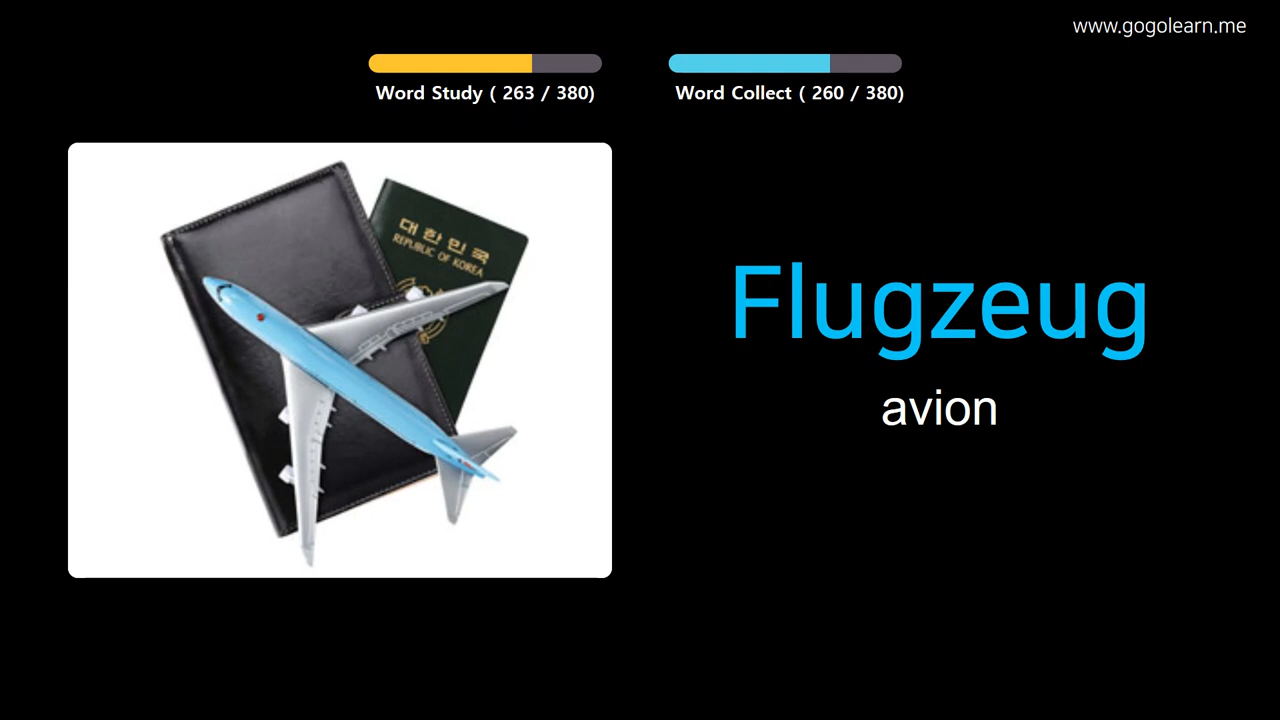 www.gogolearn.me
Word Study ( 263 / 380)
Word Collect ( 260 / 380)
대한민국
REPUBLIC OF KOREA
Flugzeug
avion